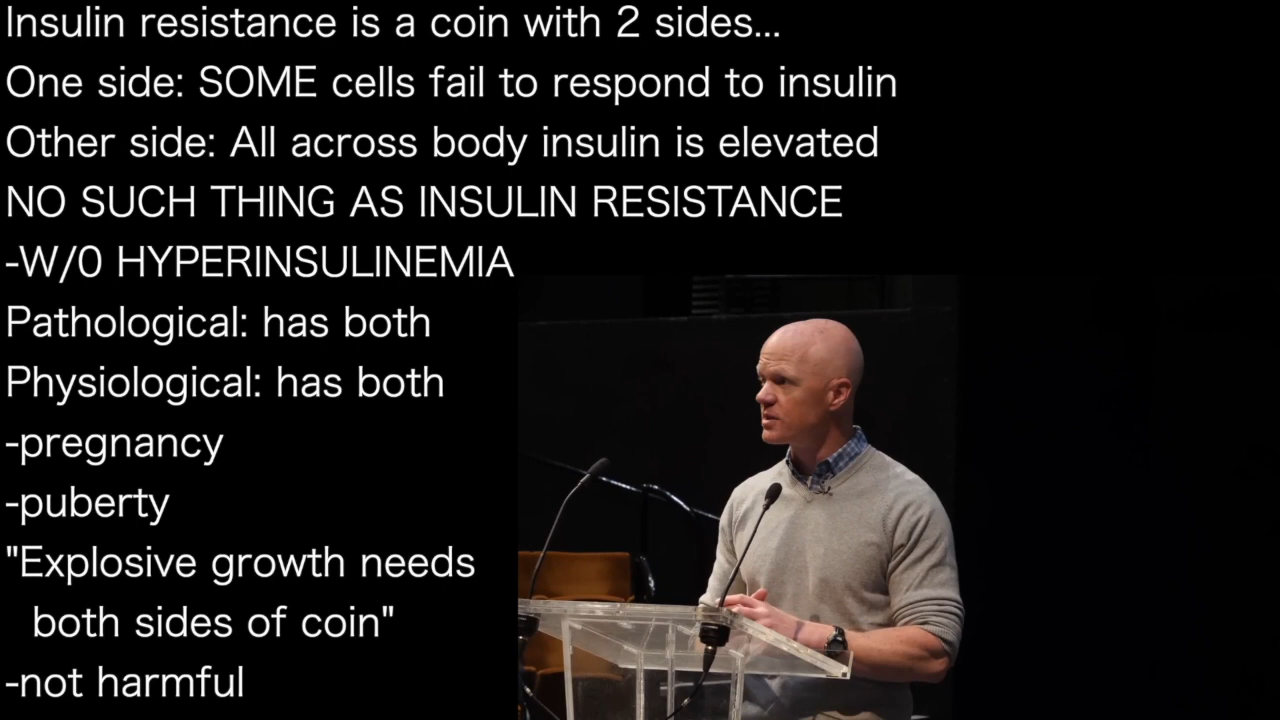 Insulin resistance is a coin with 2 sides...
One side: SOME cells fail to respond to insulin
Other side: All across body insulin is elevated
NO SUCH THING AS INSULIN RESISTANCE
-W/0 HYPERINSULINEMIA
Pathological: has both
Physiological: has both
-pregnancy
-puberty
"Explosive growth needs
both sides of coin"
-not harmful